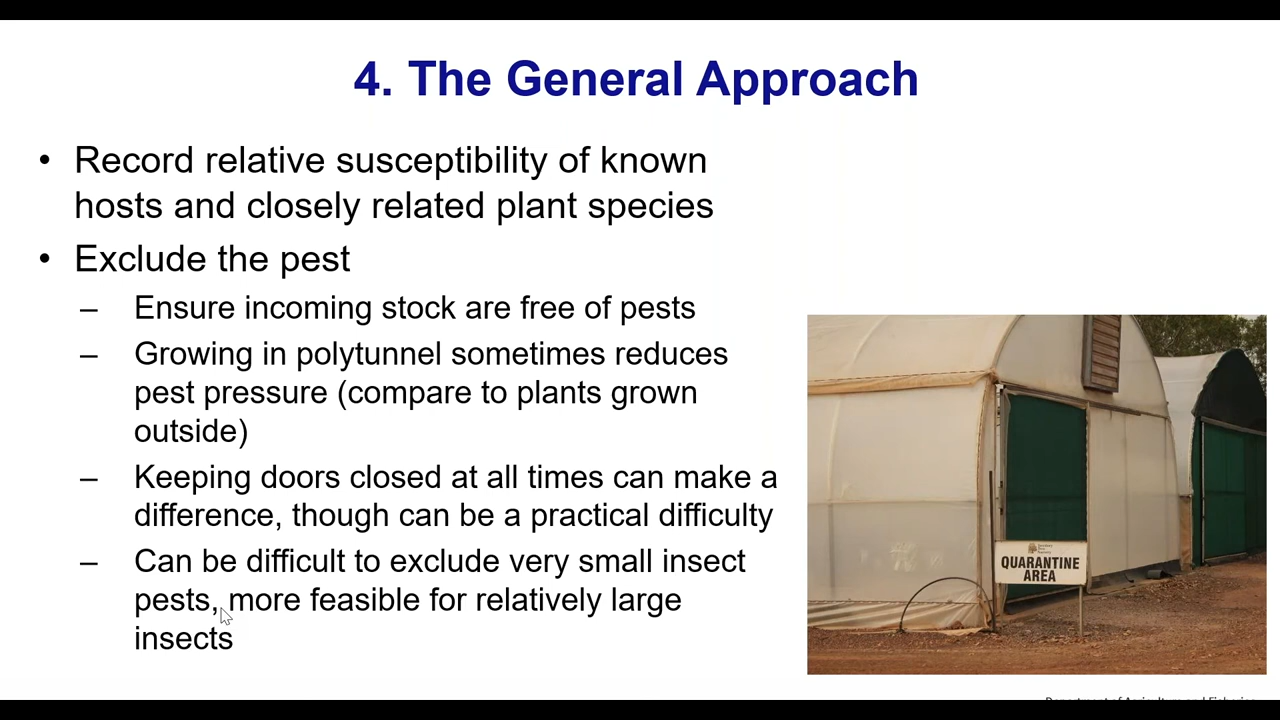 4. The General Approach
• Record relative susceptibility of known
hosts and closely related plant species
• Exclude the pest
– Ensure incoming stock are free of pests
– Growing in polytunnel sometimes reduces
pest pressure (compare to plants grown
outside)
– Keeping doors closed at all times can make a
difference, though can be a practical difficulty
– Can be difficult to exclude very small insect
pests, more feasible for relatively large
insects
QUARANTINE
AREA